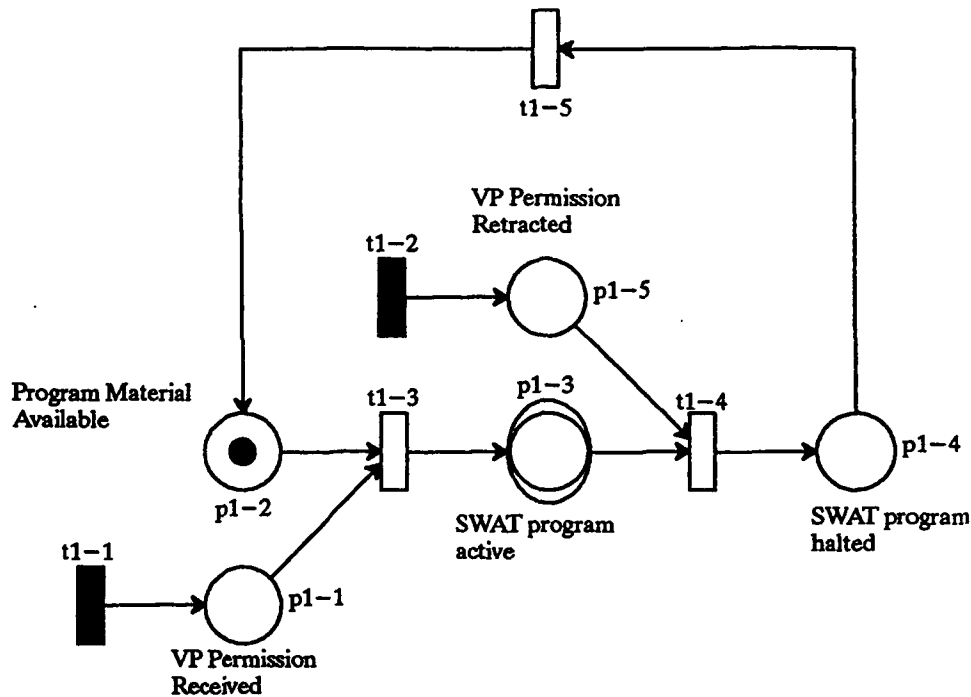 t1-5
VP Permission
Retracted
t1-2
p1-5
Program Material
Available
t1-3
p1-3
t1-4
p1-4
p1-2
SWAT program
active
SWAT program
halted
t1-1
p1-1
VP Permission
Received